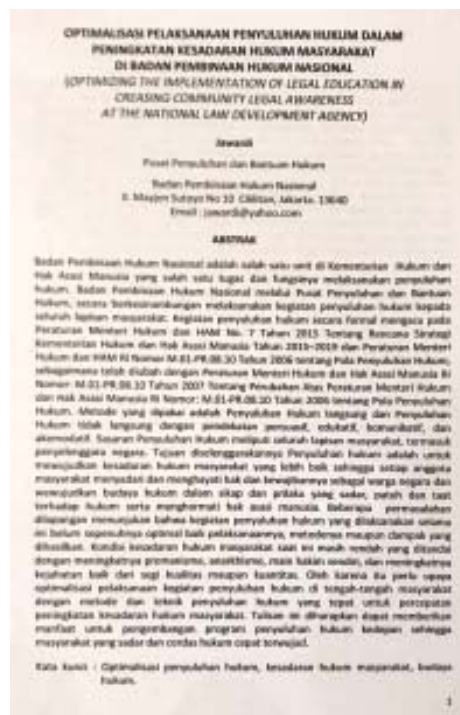 OPTIMALISASI PELAKSANAAN PENYULUHAN HUKUM DALAM
PENINGKATAN KESADARAN HUKUM MASYARAKAT
DI BADAN PEMBINAAN HUKUM NASIONAL
(OPTIMIZING THE IMPLEMENTATION OF LEGAL EDUCATION IN
CREASING COMMUNITY LEGAL AWARENESS
AT THE NATIONAL LAW DEVELOPMENT AGENCY)
Jawardi
Pusat Penyuluhan dan Bantuan Hukum
Badan Pembinaan Hukum Nasional
Jl. Mayjen Sutoyo No 10 Cililitan, Jakarta. 13640
Email : jawardi@yahoo.com
ABSTRAK
Badan Pembinaan Hukum Nasional adalah salah satu unit di Kementerian Hukum dan
Hak Asasi Manusia yang salah satu tugas dan fungsinya melaksanakan penyuluhan
hukum. Badan Pembinaan Hukum Nasional melalui Pusat Penyuluhan dan Bantuan
Hukum, secara berkesinambungan melaksanakan kegiatan penyuluhan hukum kepada
seluruh lapisan masyarakat. Kegiatan penyuluhan hukum secara formal mengacu pada
Peraturan Menteri Hukum dan HAM No. 7 Tahun 2015 Tentang Rencana Strategi
Kementerian Hukum dan Hak Asasi Manusia Tahun 2015-2019 dan Peraturan Menteri
Hukum dan HAM RI Nomor M.01-PR.08.10 Tahun 2006 tentang Pola Penyuluhan Hukum,
sebagaimana telah diubah dengan Peraturan Menteri Hukum dan Hak Asasi Manusia RI
Nomor: M.01-PR.08.10 Tahun 2007 Tentang Perubahan Atas Peraturan Menteri Hukum
dan Hak Asasi Manusia RI Nomor: M.01-PR.08.10 Tahun 2006 tentang Pola Penyuluhan
Hukum. Metode yang dipakai adalah Penyuluhan Hukum langsung dan Penyuluhan
Hukum tidak langsung dengan pendekatan persuasif, edukatif, komunikatif, dan
akomodatif. Sasaran Penyuluhan Hukum meliputi seluruh lapisan masyarakat, termasuk
penyelenggara negara. Tujuan diselenggarakannya Penyuluhan hukum adalah untuk
mewujudkan kesadaran hukum masyarakat yang lebih baik sehingga setiap anggota
masyarakat menyadari dan menghayati hak dan kewajibannya sebagai warga negara dan
mewujudkan budaya hukum dalam sikap dan prilaku yang sadar, patuh dan taat
terhadap hukum serta menghormati hak asasi manusia. Beberapa permasalahan
dilapangan menunjukan bahwa kegiatan penyuluhan hukum yang dilaksanakan selama
ini belum sepenuhnya optimal baik pelaksanaannya, metodenya maupun dampak yang
dihasilkan. Kondisi kesadaran hukum masyarakat saat ini masih rendah yang ditandai
dengan meningkatnya premanisme, anarkhisme, main hakim sendiri, dan meningkatnya
kejahatan baik dari segi kualitas maupun kuantitas. Oleh karena itu perlu upaya
optimalisasi pelaksanaan kegiatan penyuluhan hukum di tengah-tengah masyarakat
dengan metode dan teknik penyuluhan hukum yang tepat untuk percepatan
peningkatan kesadaran hukum masyarakat. Tulisan ini diharapkan dapat memberikan
manfaat untuk pengembangan program penyuluhan hukum kedepan sehingga
masyarakat yang sadar dan cerdas hukum cepat terwujud.
Kata kunci : Optimalisasi penyuluhan hukum, kesadaran hukum masyarakat, budaya
hukum.